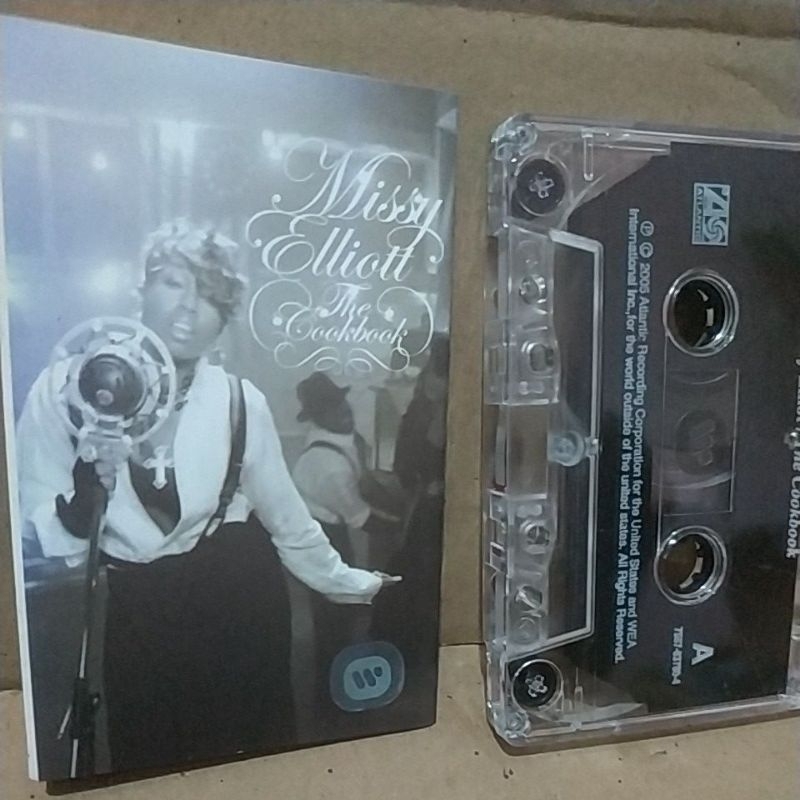 Missy
Elliott
The
Cookbook
ATLANTIC
℗ © 2005 Atlantic Recording Corporation for the United States and WEA
International Inc., for the world outside of the united states. All Rights Reserved.
The Cookbook
A